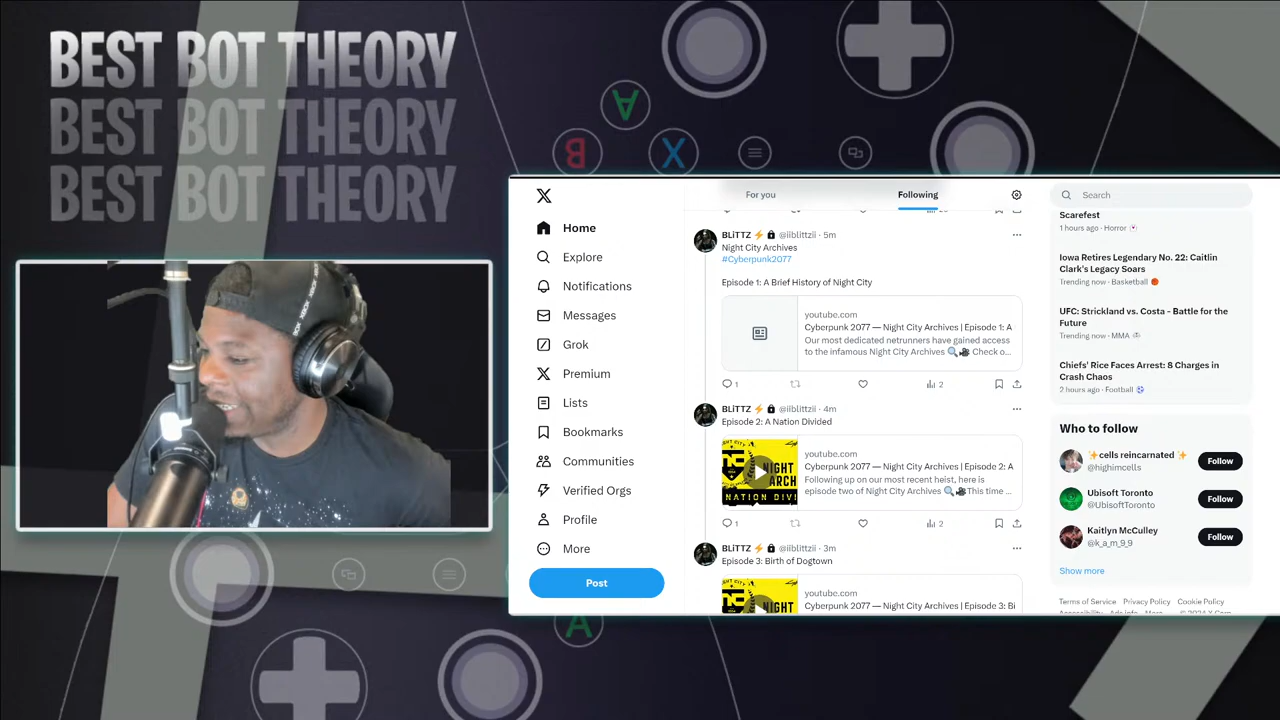 BEST BOT THEORY
BEST BOT THEORY
BEST BOT THEORY
A
B
X
A
Home
Explore
Notifications
Messages
Grok
Premium
Lists
Bookmarks
Communities
Verified Orgs
Profile
More
Post
For you
Following
BLiTTZ ⚡ @iiblittzii · 5m
Night City Archives
#Cyberpunk2077
Episode 1: A Brief History of Night City
youtube.com
Cyberpunk 2077 — Night City Archives | Episode 1: A
Our most dedicated netrunners have gained access
to the infamous Night City Archives 🔍🎥 Check o...
1
2
BLiTTZ ⚡ @iiblittzii · 4m
Episode 2: A Nation Divided
NIGHT
ARCH
NATION DIVI
youtube.com
Cyberpunk 2077 — Night City Archives | Episode 2: A
Following up on our most recent heist, here is
episode two of Night City Archives 🔍🎥This time ...
1
2
BLiTTZ ⚡ @iiblittzii · 3m
Episode 3: Birth of Dogtown
youtube.com
Cyberpunk 2077 — Night City Archives | Episode 3: Bi
Search
Scarefest
1 hours ago · Horror
Iowa Retires Legendary No. 22: Caitlin
Clark's Legacy Soars
Trending now · Basketball
UFC: Strickland vs. Costa - Battle for the
Future
Trending now · MMA
Chiefs' Rice Faces Arrest: 8 Charges in
Crash Chaos
2 hours ago · Football
Who to follow
✨cells reincarnated ✨
@highimcells
Follow
Ubisoft Toronto
@UbisoftToronto
Follow
Kaitlyn McCulley
@k_a_m_9_9
Follow
Show more
Terms of Service Privacy Policy Cookie Policy